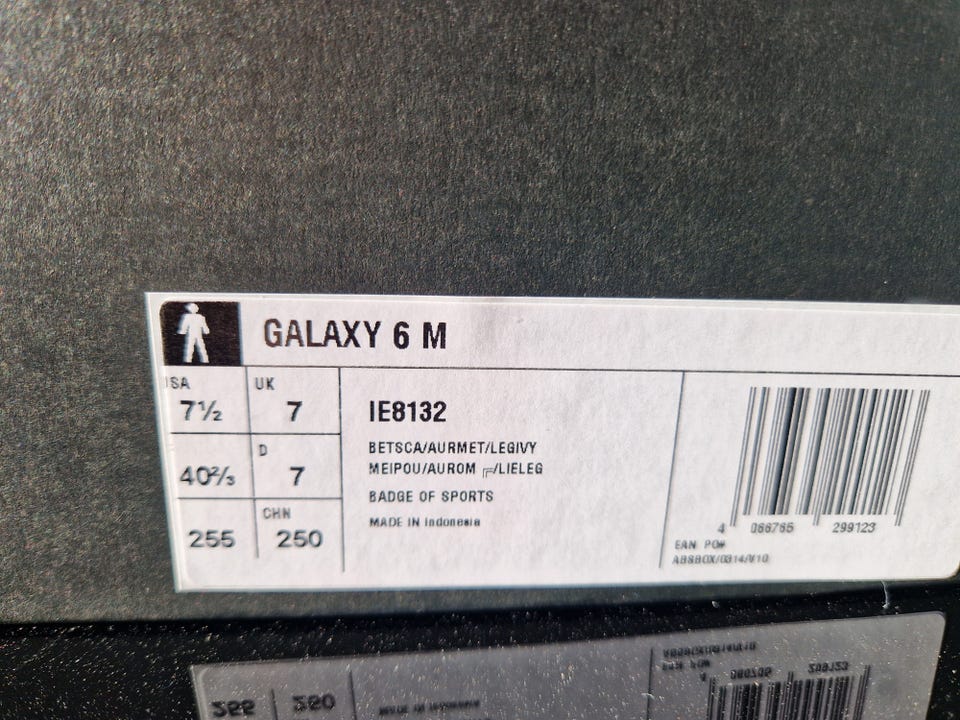 GALAXY 6 M
USA UK
7½ 7
D
40⅔ 7
CHN
255 250
IE8132
BETSCA/AURMET/LEGIVY
MEIPOU/AUROM /LIELEG
BADGE OF SPORTS
MADE IN Indonesia
4 066765 299123
EAN PO#
ABSBOX/0314/V10